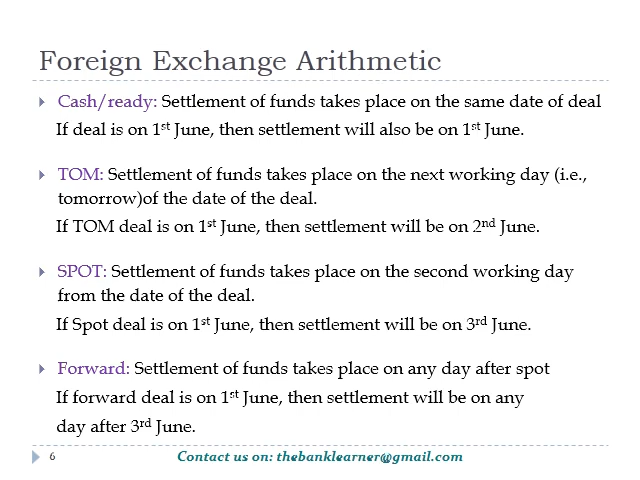 Foreign Exchange Arithmetic
Cash/ready: Settlement of funds takes place on the same date of deal
If deal is on 1st June, then settlement will also be on 1st June.
TOM: Settlement of funds takes place on the next working day (i.e.,
tomorrow)of the date of the deal.
If TOM deal is on 1st June, then settlement will be on 2nd June.
SPOT: Settlement of funds takes place on the second working day
from the date of the deal.
If Spot deal is on 1st June, then settlement will be on 3rd June.
Forward: Settlement of funds takes place on any day after spot
If forward deal is on 1st June, then settlement will be on any
day after 3rd June.
6 Contact us on: thebanklearner@gmail.com